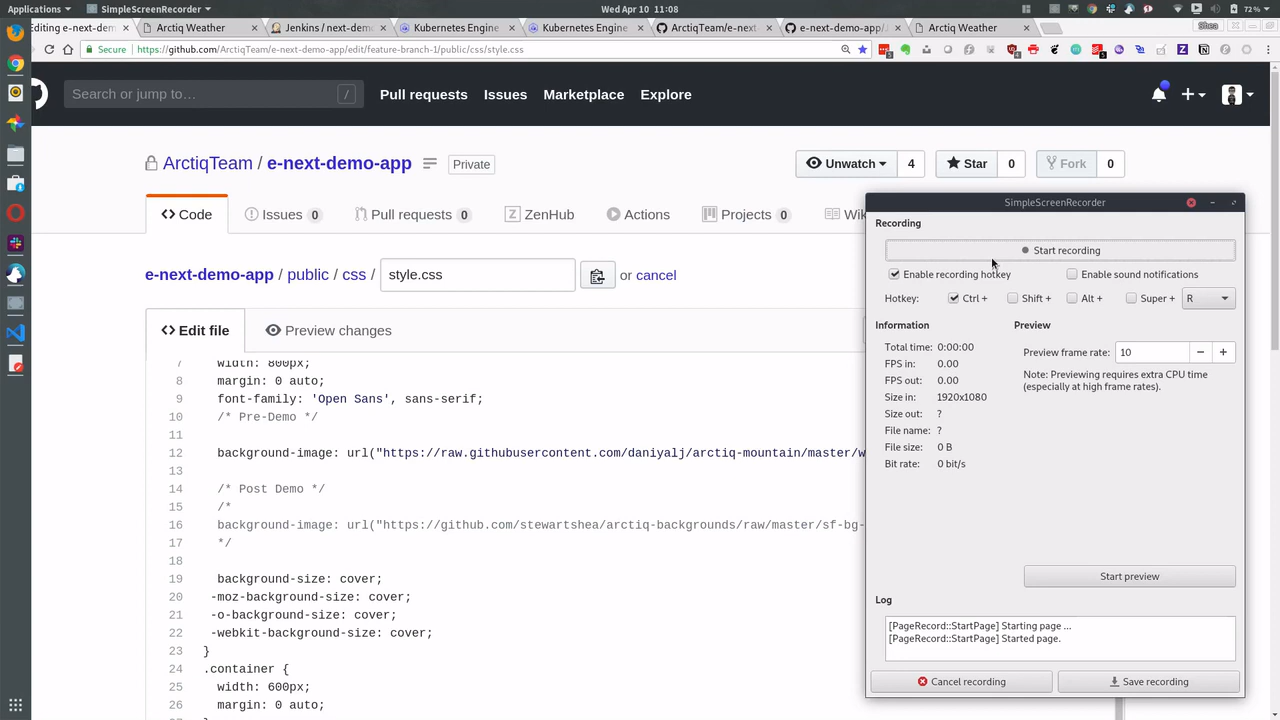 Applications
SimpleScreenRecorder
Wed Apr 10 11:08
72%
Editing e-next-demo
Arctiq Weather
Jenkins / next-demo
Kubernetes Engine
Kubernetes Engine
ArctiqTeam/e-next
e-next-demo-app/
Arctiq Weather
Shea
Secure
https://github.com/ArctiqTeam/e-next-demo-app/edit/feature-branch-1/public/css/style.css
Search or jump to…
/
Pull requests
Issues
Marketplace
Explore
ArctiqTeam / e-next-demo-app
Private
Unwatch
4
Star
0
Fork
0
Code
Issues 0
Pull requests 0
ZenHub
Actions
Projects 0
Wik
e-next-demo-app / public / css /
style.css
or cancel
Edit file
Preview changes
7 width: 800px;
8 margin: 0 auto;
9 font-family: 'Open Sans', sans-serif;
10 /* Pre-Demo */
11
12 background-image: url("https://raw.githubusercontent.com/daniyalj/arctiq-mountain/master/w
13
14 /* Post Demo */
15 /*
16 background-image: url("https://github.com/stewartshea/arctiq-backgrounds/raw/master/sf-bg-
17 */
18
19 background-size: cover;
20 -moz-background-size: cover;
21 -o-background-size: cover;
22 -webkit-background-size: cover;
23 }
24 .container {
25 width: 600px;
26 margin: 0 auto;
SimpleScreenRecorder
Recording
Start recording
Enable recording hotkey
Enable sound notifications
Hotkey:
Ctrl +
Shift +
Alt +
Super +
R
Information
Total time: 0:00:00
FPS in: 0.00
FPS out: 0.00
Size in: 1920x1080
Size out: ?
File name: ?
File size: 0 B
Bit rate: 0 bit/s
Preview
Preview frame rate: 10
Note: Previewing requires extra CPU time
(especially at high frame rates).
Start preview
Log
[PageRecord::StartPage] Starting page ...
[PageRecord::StartPage] Started page.
Cancel recording
Save recording